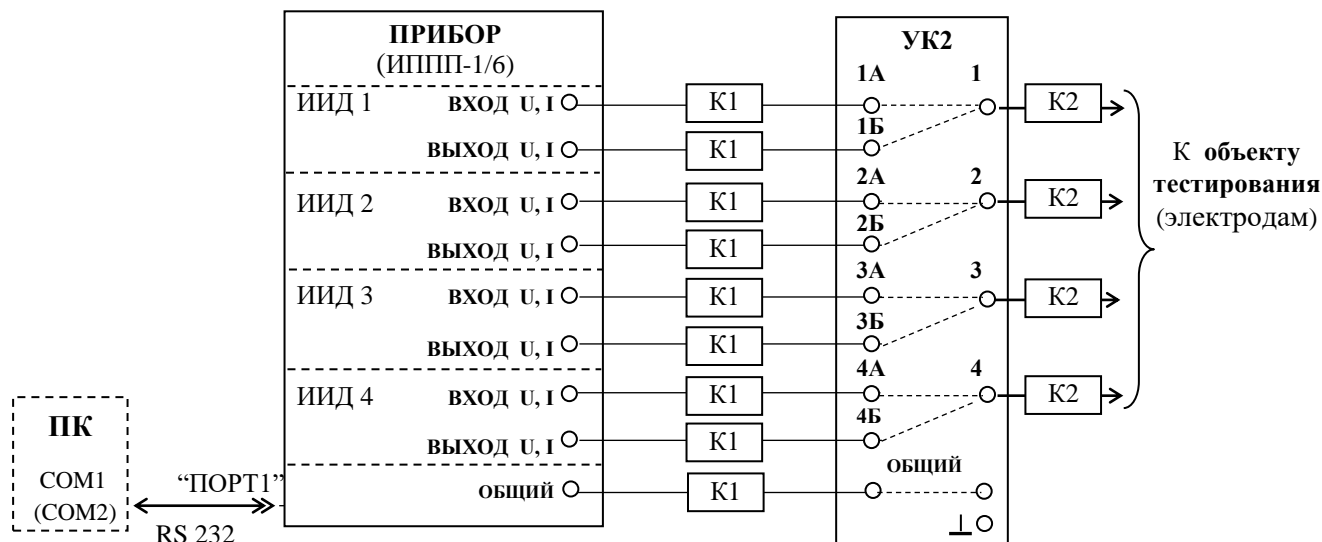 ПРИБОР
(ИППП-1/6)
УК2
ИИД 1
ВХОД U, I
К1
1А
1
К2
ВЫХОД U, I
К1
1Б
ИИД 2
ВХОД U, I
К1
2А
2
К2
ВЫХОД U, I
К1
2Б
ИИД 3
ВХОД U, I
К1
3А
3
К2
ВЫХОД U, I
К1
3Б
ИИД 4
ВХОД U, I
К1
4А
4
К2
ВЫХОД U, I
К1
4Б
К объекту
тестирования
(электродам)
ОБЩИЙ
К1
ОБЩИЙ
ПК
COM1
(COM2)
“ПОРТ1”
RS 232